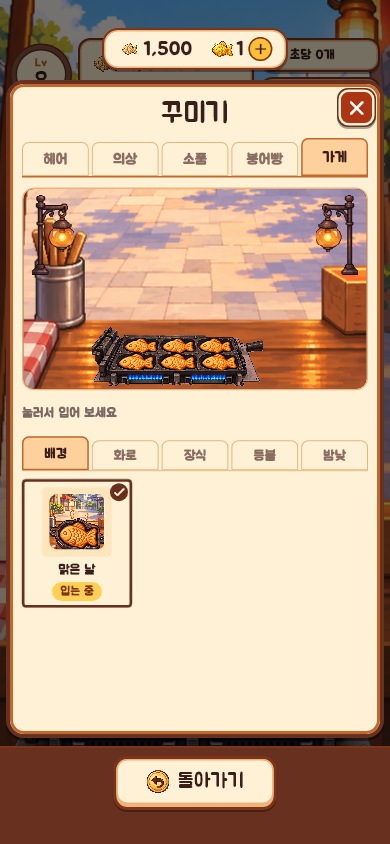 1,500 1 +
Lv
0
초당 0개
꾸미기
헤어 의상 소품 붕어빵 가게
눌러서 입어 보세요
배경 화로 장식 등불 밤낮
맑은 날
입는 중
돌아가기